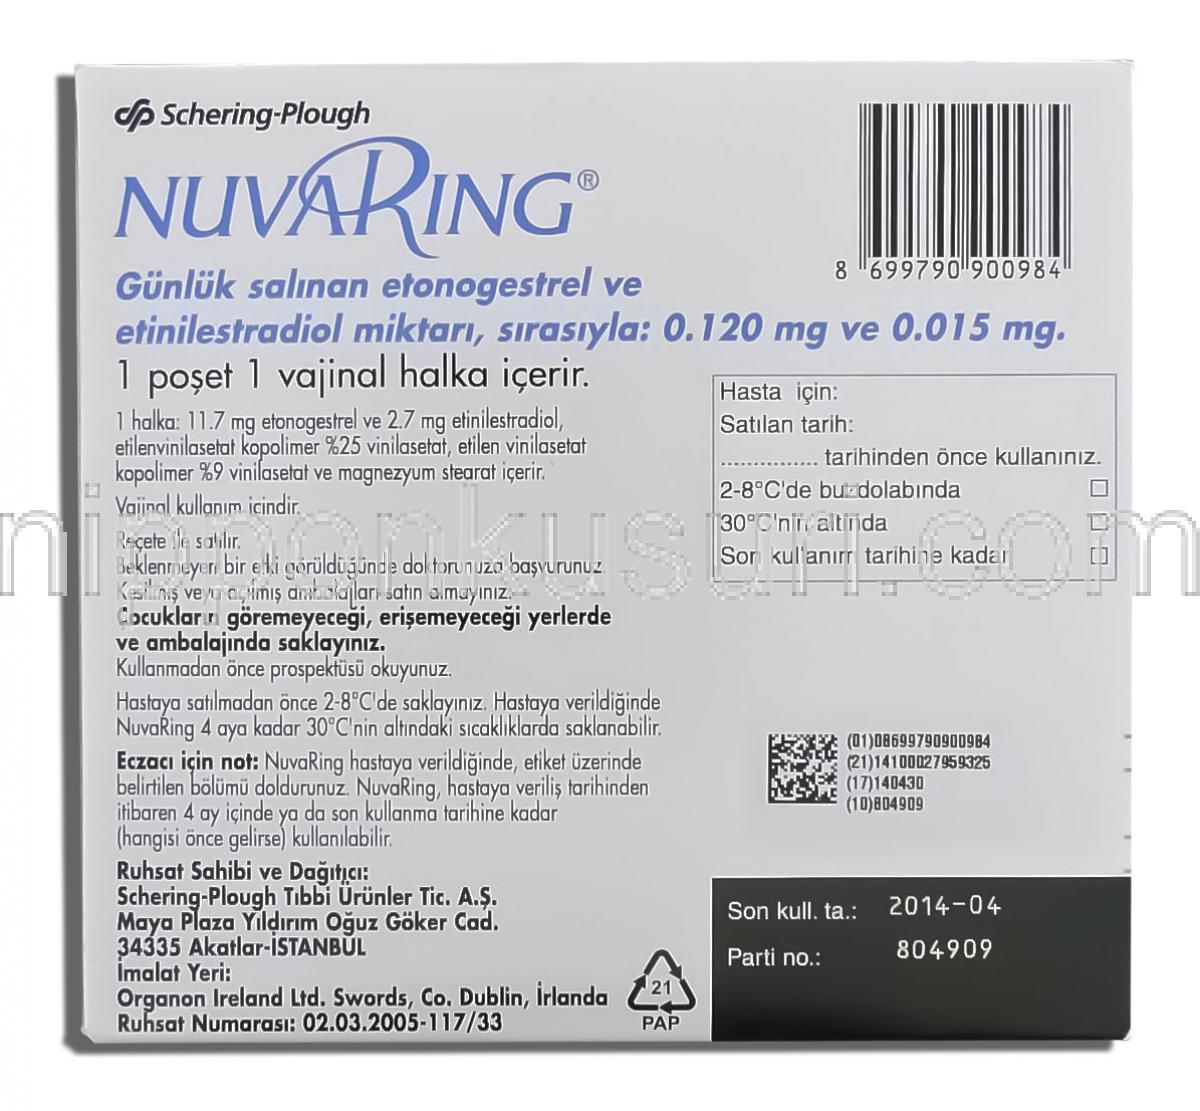 Schering-Plough
NUVARING®
8 699790 900984
Günlük salınan etonogestrel ve
etinilestradiol miktarı, sırasıyla: 0.120 mg ve 0.015 mg.
1 poşet 1 vajinal halka içerir.
1 halka: 11.7 mg etonogestrel ve 2.7 mg etinilestradiol,
etilenvinilasetat kopolimer %25 vinilasetat, etilen vinilasetat
kopolimer %9 vinilasetat ve magnezyum stearat içerir.
Vajinal kullanım içindir.
Reçete ile satılır.
Beklenmeyen bir etki görüldüğünde doktorunuza başvurunuz.
Kesilmiş veya açılmış ambalajları satın almayınız.
Çocukların göremeyeceği, erişemeyeceği yerlerde
ve ambalajında saklayınız.
Kullanmadan önce prospektüsü okuyunuz.
Hastaya satılmadan önce 2-8°C'de saklayınız. Hastaya verildiğinde
NuvaRing 4 aya kadar 30°C'nin altındaki sıcaklıklarda saklanabilir.
Eczacı için not: NuvaRing hastaya verildiğinde, etiket üzerinde
belirtilen bölümü doldurunuz. NuvaRing, hastaya veriliş tarihinden
itibaren 4 ay içinde ya da son kullanma tarihine kadar
(hangisi önce gelirse) kullanılabilir.
Ruhsat Sahibi ve Dağıtıcı:
Schering-Plough Tıbbi Ürünler Tic. A.Ş.
Maya Plaza Yıldırım Oğuz Göker Cad.
34335 Akatlar-İSTANBUL
İmalat Yeri:
Organon Ireland Ltd. Swords, Co. Dublin, İrlanda
Ruhsat Numarası: 02.03.2005-117/33
21
PAP
Hasta için:
Satılan tarih:
............... tarihinden önce kullanınız.
2-8°C'de buzdolabında
30°C'nin altında
Son kullanım tarihine kadar
(01)08699790900984
(21)14100027959325
(17)140430
(10)804909
Son kull. ta.: 2014-04
Parti no.: 804909
nipponkusuri.com